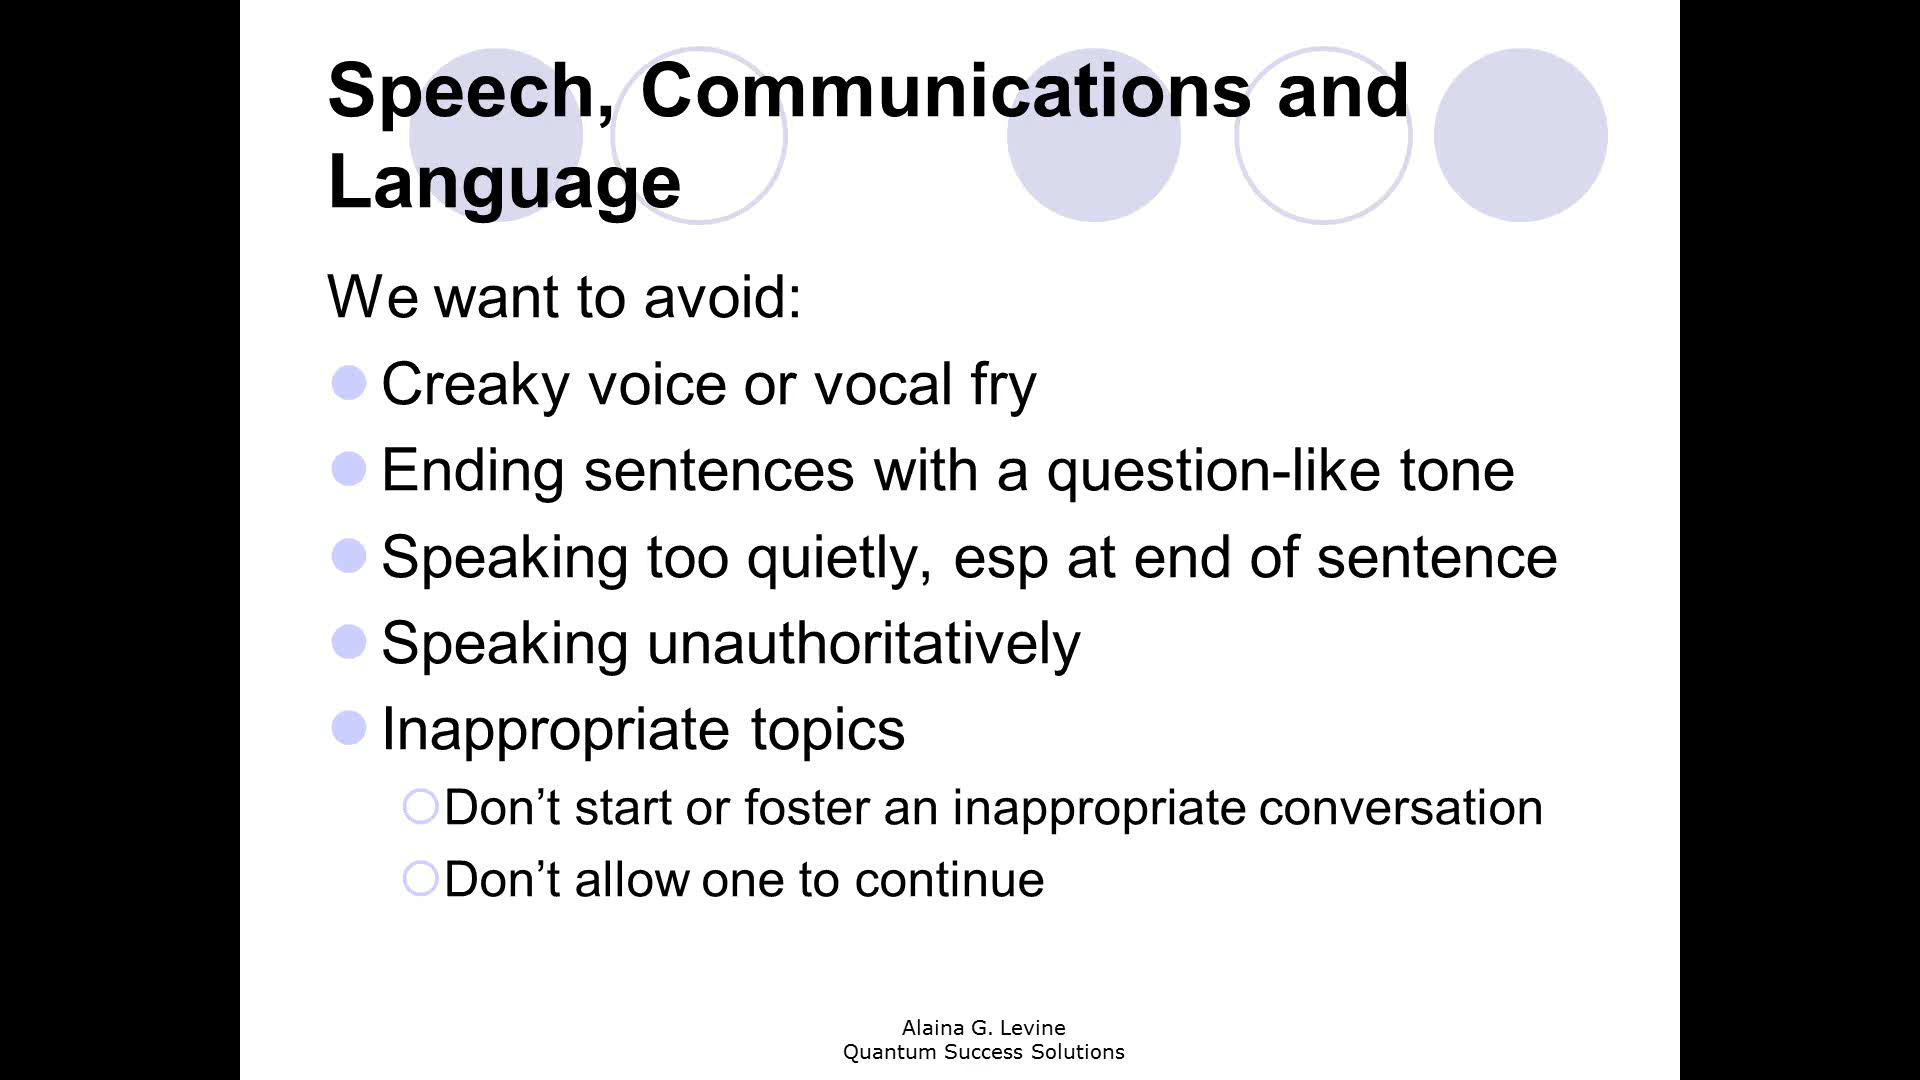 Speech, Communications and
Language
We want to avoid:
Creaky voice or vocal fry
Ending sentences with a question-like tone
Speaking too quietly, esp at end of sentence
Speaking unauthoritatively
Inappropriate topics
Don’t start or foster an inappropriate conversation
Don’t allow one to continue
Alaina G. Levine
Quantum Success Solutions